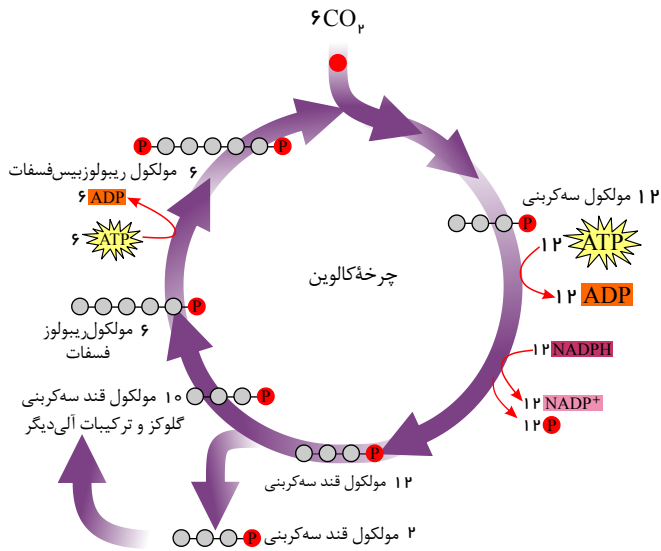 ۶CO۲
۱۲ مولکول سه‌کربنی
P
۱۲ ATP
۱۲ ADP
۱۲ NADPH
۱۲ NADP+
۱۲ P
P
۱۲ مولکول قند سه‌کربنی
P
۲ مولکول قند سه‌کربنی
P
۱۰ مولکول قند سه‌کربنی
گلوکز و ترکیبات آلی‌دیگر
P
۶ مولکول‌ریبولوز
فسفات
۶ ATP
۶ ADP
P P
۶ مولکول ریبولوزبیس‌فسفات
چرخهٔ‌کالوین